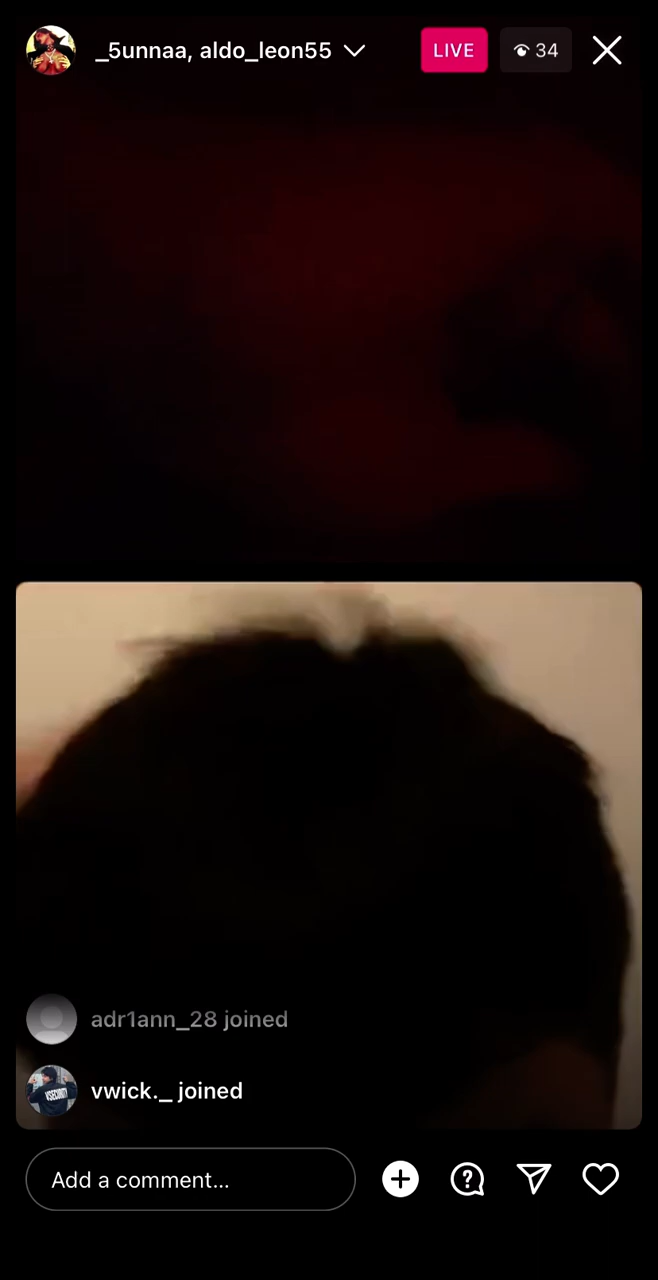 _5unnaa, aldo_leon55
LIVE
34
adr1ann_28 joined
vwick._ joined
Add a comment...